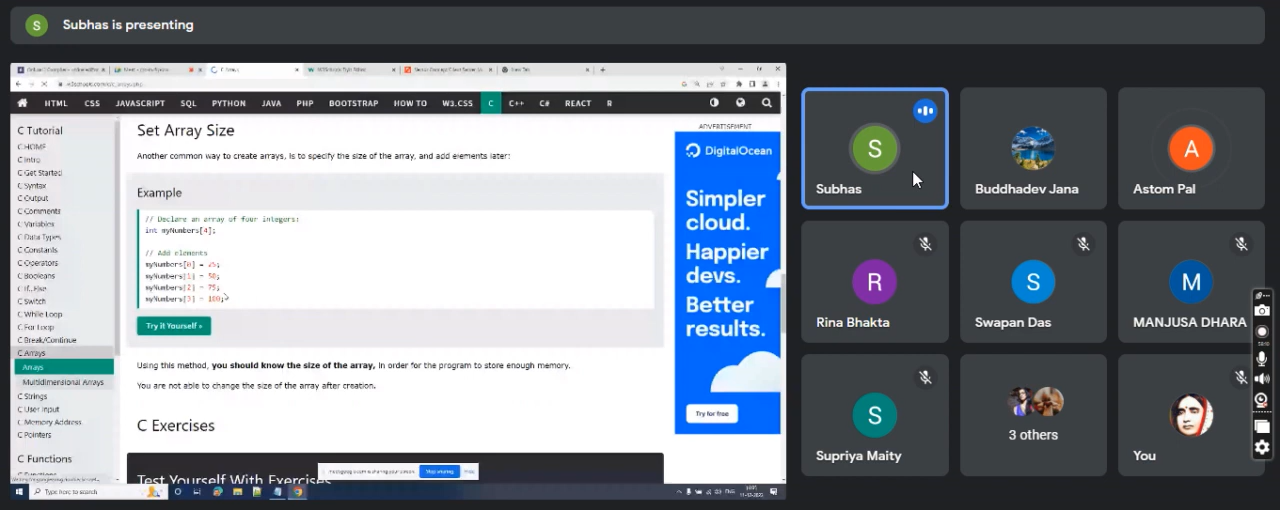 S
Subhas is presenting
HTML CSS JAVASCRIPT SQL PYTHON JAVA PHP BOOTSTRAP HOW TO W3.CSS C C++ C# REACT R
C Tutorial
C HOME
C Intro
C Get Started
C Syntax
C Output
C Comments
C Variables
C Data Types
C Constants
C Operators
C Booleans
C If...Else
C Switch
C While Loop
C For Loop
C Break/Continue
C Arrays
Arrays
Multidimensional Arrays
C Strings
C User Input
C Memory Address
C Pointers
C Functions
Set Array Size
Another common way to create arrays, is to specify the size of the array, and add elements later:
Example
// Declare an array of four integers:
int myNumbers[4];
// Add elements
myNumbers[0] = 25;
myNumbers[1] = 50;
myNumbers[2] = 75;
myNumbers[3] = 100;
Try it Yourself »
Using this method, you should know the size of the array, in order for the program to store enough memory.
You are not able to change the size of the array after creation.
C Exercises
Test Yourself With Exercises
ADVERTISEMENT
DigitalOcean
Simpler
cloud.
Happier
devs.
Better
results.
Try for free
Stop sharing
Hide
Type here to search
S
Subhas
Buddhadev Jana
A
Astom Pal
R
Rina Bhakta
S
Swapan Das
M
MANJUSA DHARA
S
Supriya Maity
3 others
You